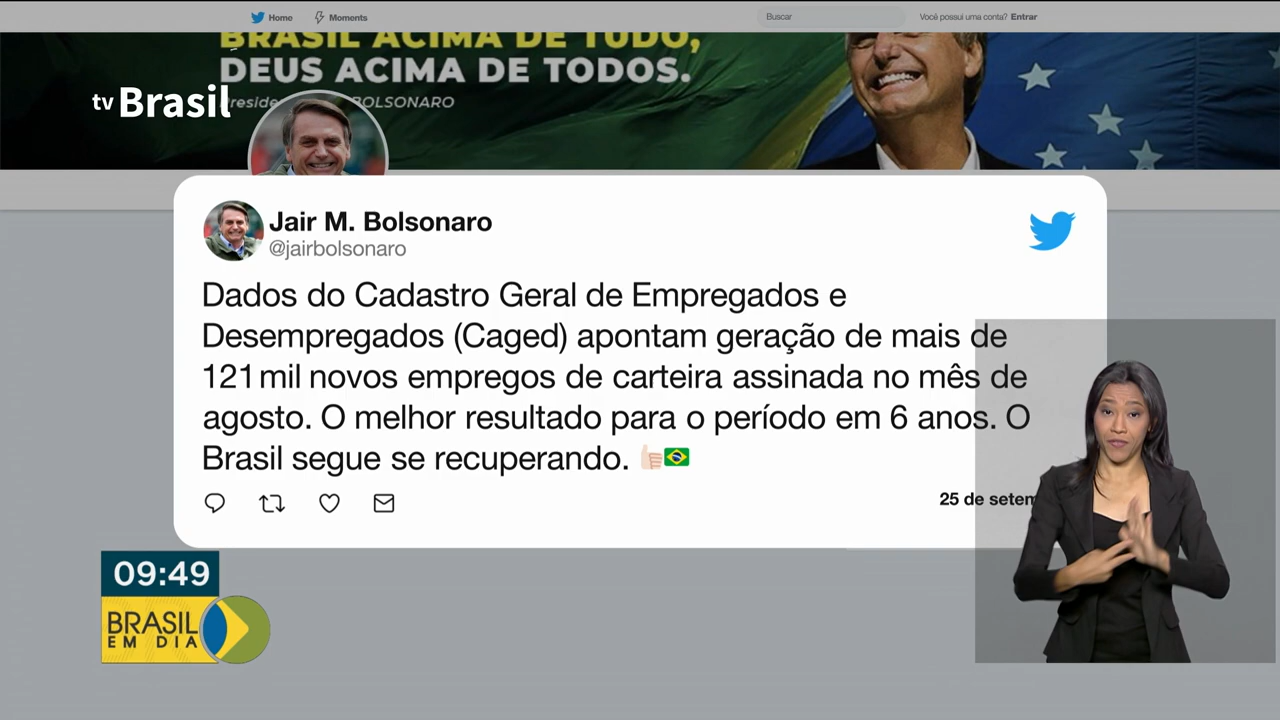 Home
Moments
Buscar
Você possui uma conta? Entrar
BRASIL ACIMA DE TUDO,
DEUS ACIMA DE TODOS.
BOLSONARO
tv Brasil
Jair M. Bolsonaro
@jairbolsonaro
Dados do Cadastro Geral de Empregados e
Desempregados (Caged) apontam geração de mais de
121 mil novos empregos de carteira assinada no mês de
agosto. O melhor resultado para o período em 6 anos. O
Brasil segue se recuperando. 👍🏻🇧🇷
25 de setem
09:49
BRASIL
EM DIA